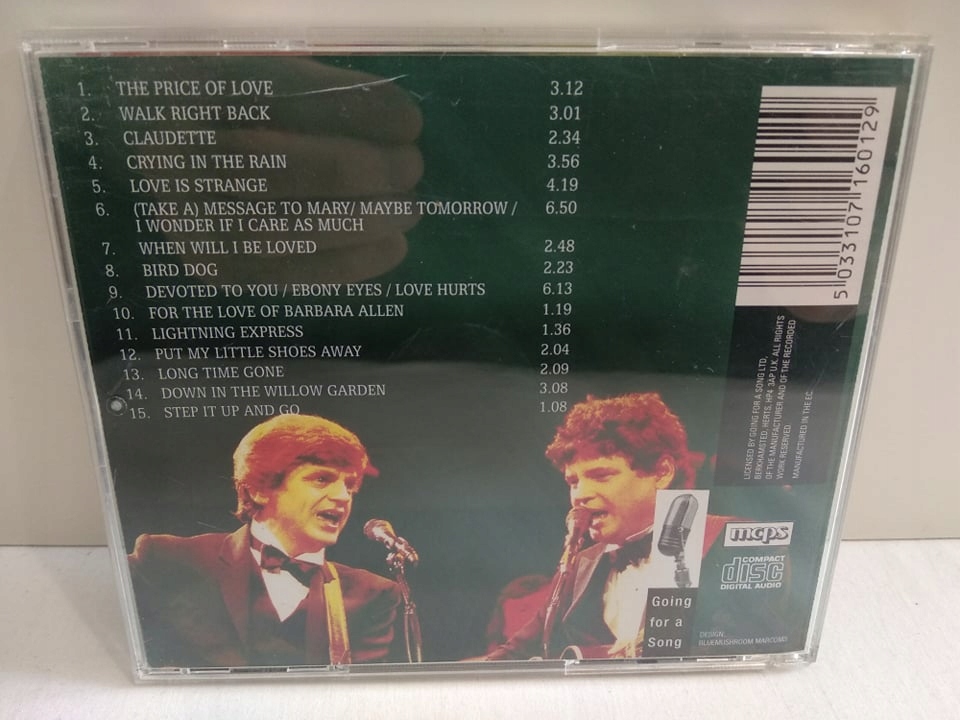 1. THE PRICE OF LOVE 3.12
2. WALK RIGHT BACK 3.01
3. CLAUDETTE 2.34
4. CRYING IN THE RAIN 3.56
5. LOVE IS STRANGE 4.19
6. (TAKE A) MESSAGE TO MARY/ MAYBE TOMORROW / 6.50
I WONDER IF I CARE AS MUCH
7. WHEN WILL I BE LOVED 2.48
8. BIRD DOG 2.23
9. DEVOTED TO YOU / EBONY EYES / LOVE HURTS 6.13
10. FOR THE LOVE OF BARBARA ALLEN 1.19
11. LIGHTNING EXPRESS 1.36
12. PUT MY LITTLE SHOES AWAY 2.04
13. LONG TIME GONE 2.09
14. DOWN IN THE WILLOW GARDEN 3.08
15. STEP IT UP AND GO 1.08
5 033107 160129
LICENSED BY GOING FOR A SONG LTD,
BERKHAMSTED, HERTS, HP4 3AP U.K. ALL RIGHTS
OF THE MANUFACTURER AND OF THE RECORDED
WORK RESERVED.
MANUFACTURED IN THE EC
mcps
COMPACT
disc
DIGITAL AUDIO
Going
for a
Song
DESIGN:
BLUEMUSHROOM MARCOMS